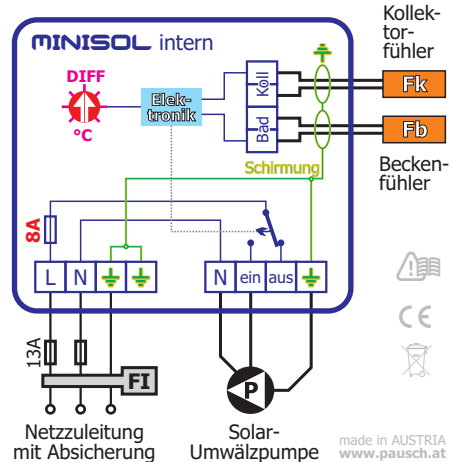 Kollek-
tor-
fühler
MINISOL intern
DIFF
°C
Elek-
tronik
Koll
Bad
Fk
Fb
Becken-
fühler
Schirmung
8A
L N
N ein aus
13A
FI
P
CE
Netzzuleitung
mit Absicherung
Solar-
Umwälzpumpe
made in AUSTRIA
www.pausch.at